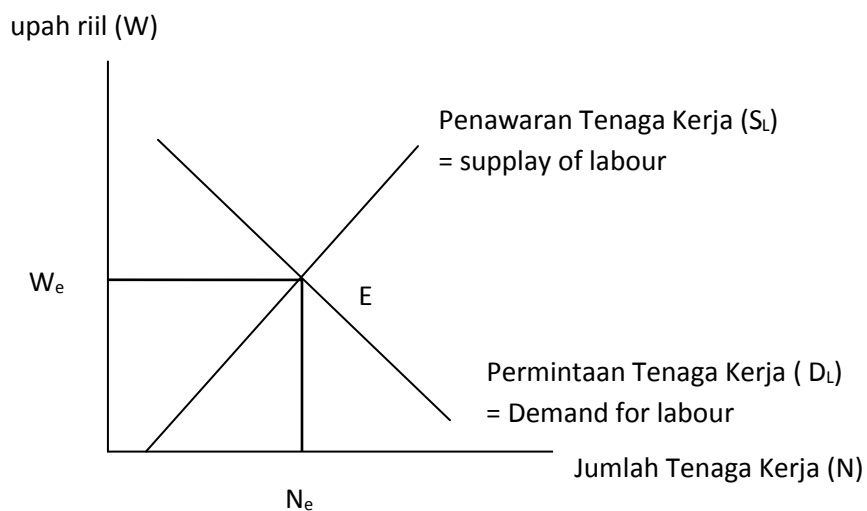 upah riil (W)
Penawaran Tenaga Kerja (SL)
= supplay of labour
We
E
Permintaan Tenaga Kerja ( DL)
= Demand for labour
Jumlah Tenaga Kerja (N)
Ne